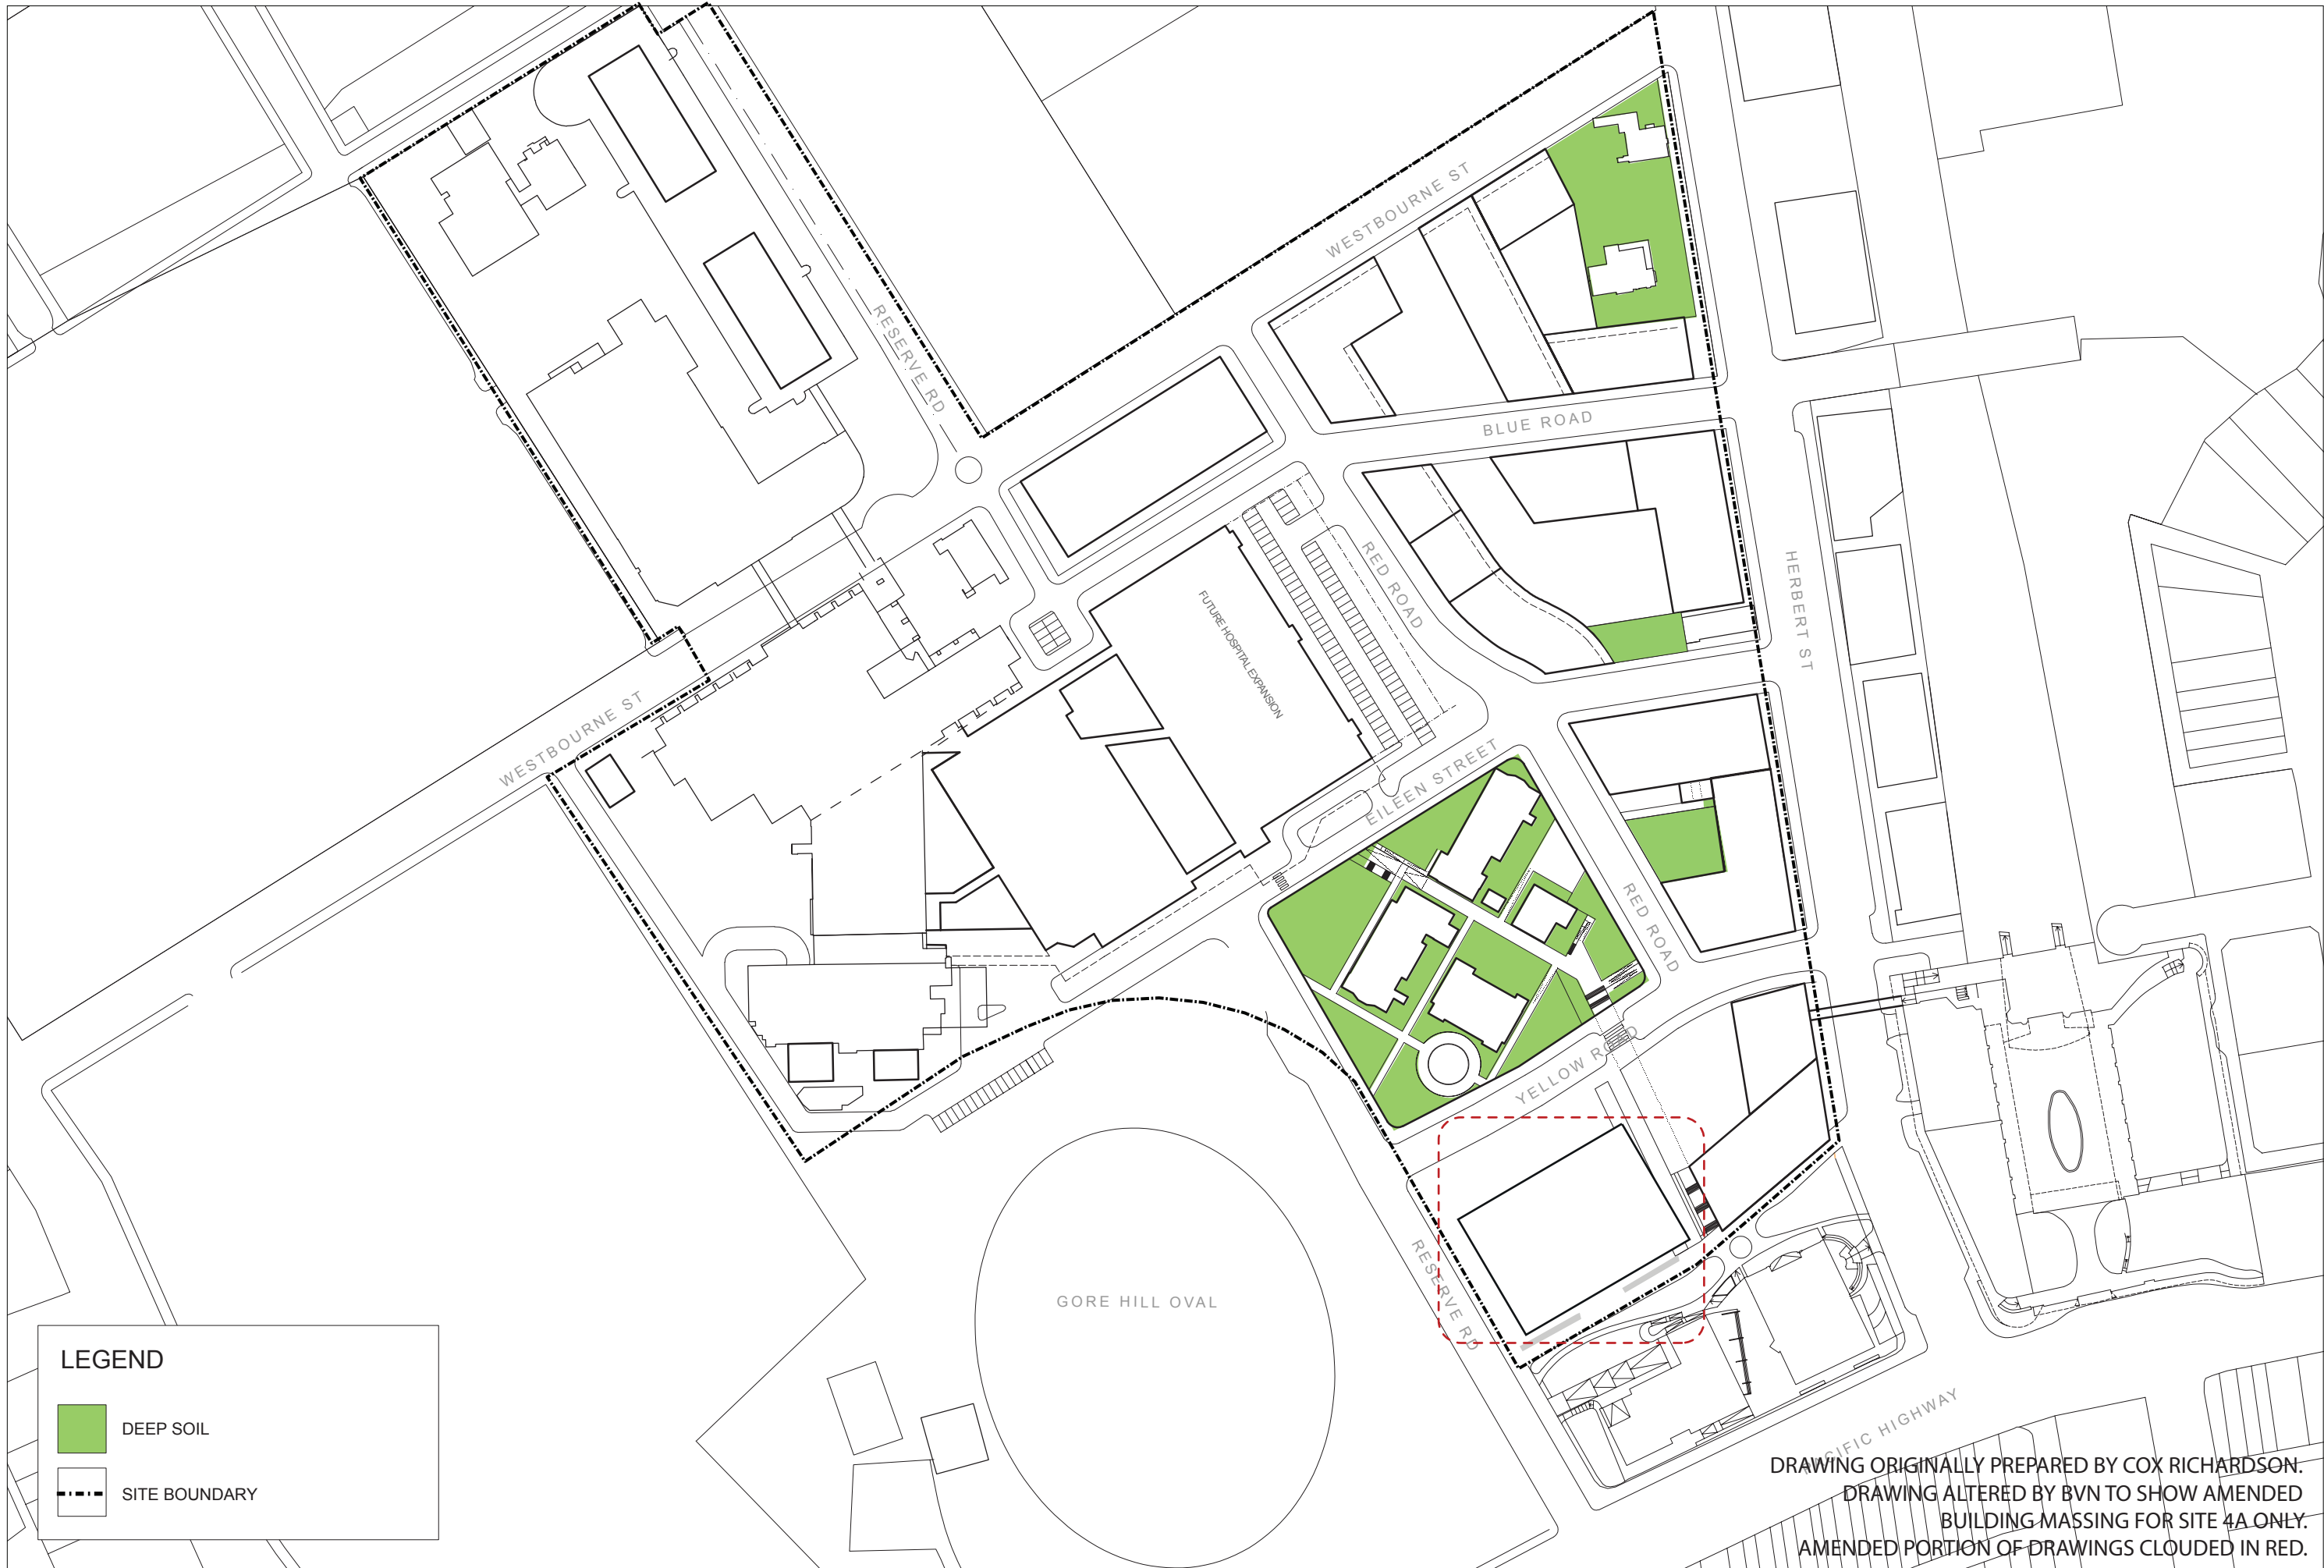 WESTBOURNE ST
RESERVE RD
BLUE ROAD
RED ROAD
HERBERT ST
FUTURE HOSPITAL EXPANSION
WESTBOURNE ST
EILEEN STREET
RED ROAD
YELLOW ROAD
RESERVE RD
GORE HILL OVAL
PACIFIC HIGHWAY
LEGEND
DEEP SOIL
SITE BOUNDARY
DRAWING ORIGINALLY PREPARED BY COX RICHARDSON.
DRAWING ALTERED BY BVN TO SHOW AMENDED
BUILDING MASSING FOR SITE 4A ONLY.
AMENDED PORTION OF DRAWINGS CLOUDED IN RED.